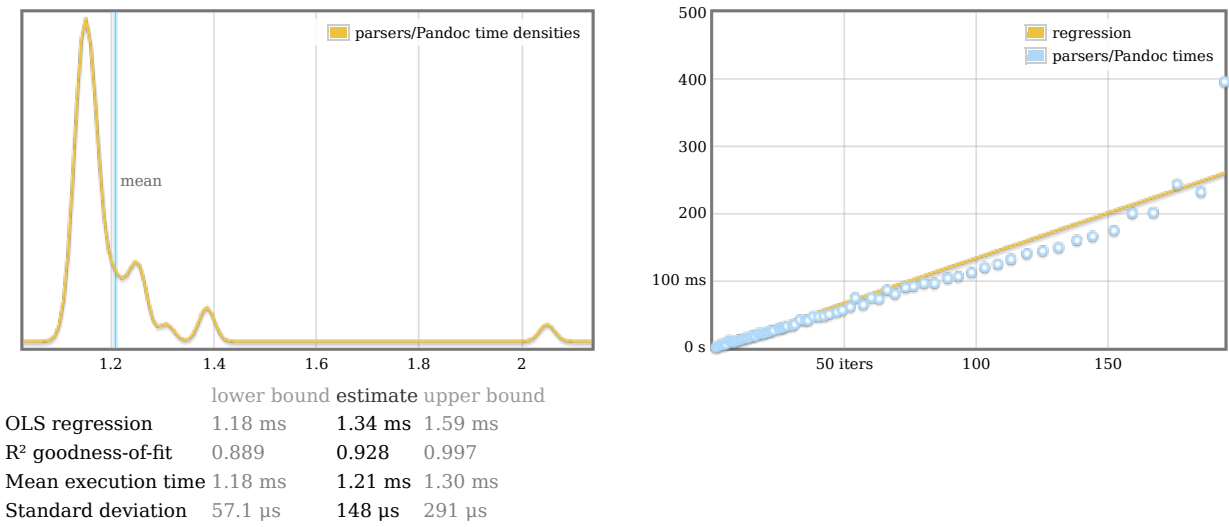 parsers/Pandoc time densities
mean
1.2 1.4 1.6 1.8 2
500
400
300
200
100 ms
0 s
regression
parsers/Pandoc times
50 iters 100 150
lower bound estimate upper bound
OLS regression 1.18 ms 1.34 ms 1.59 ms
R² goodness-of-fit 0.889 0.928 0.997
Mean execution time 1.18 ms 1.21 ms 1.30 ms
Standard deviation 57.1 µs 148 µs 291 µs